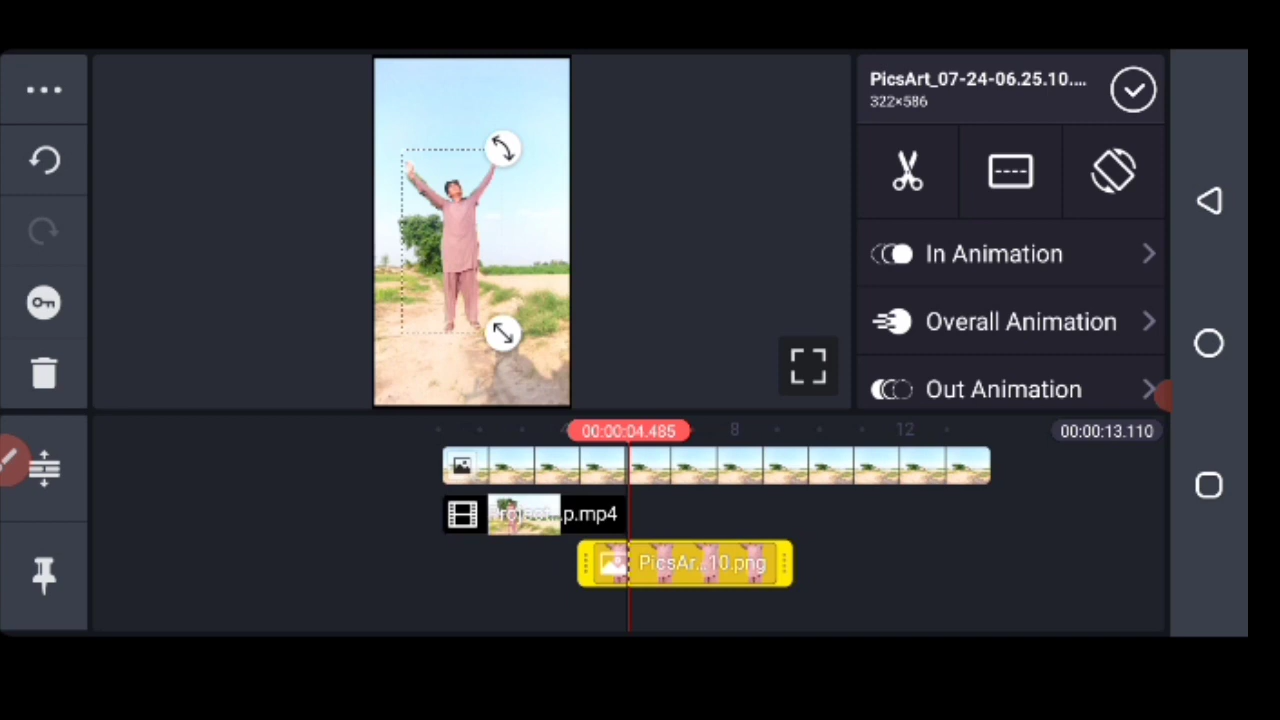 PicsArt_07-24-06.25.10....
322×586
In Animation
Overall Animation
Out Animation
00:00:04.485
8
12
00:00:13.110
Project...p.mp4
PicsAr...10.png